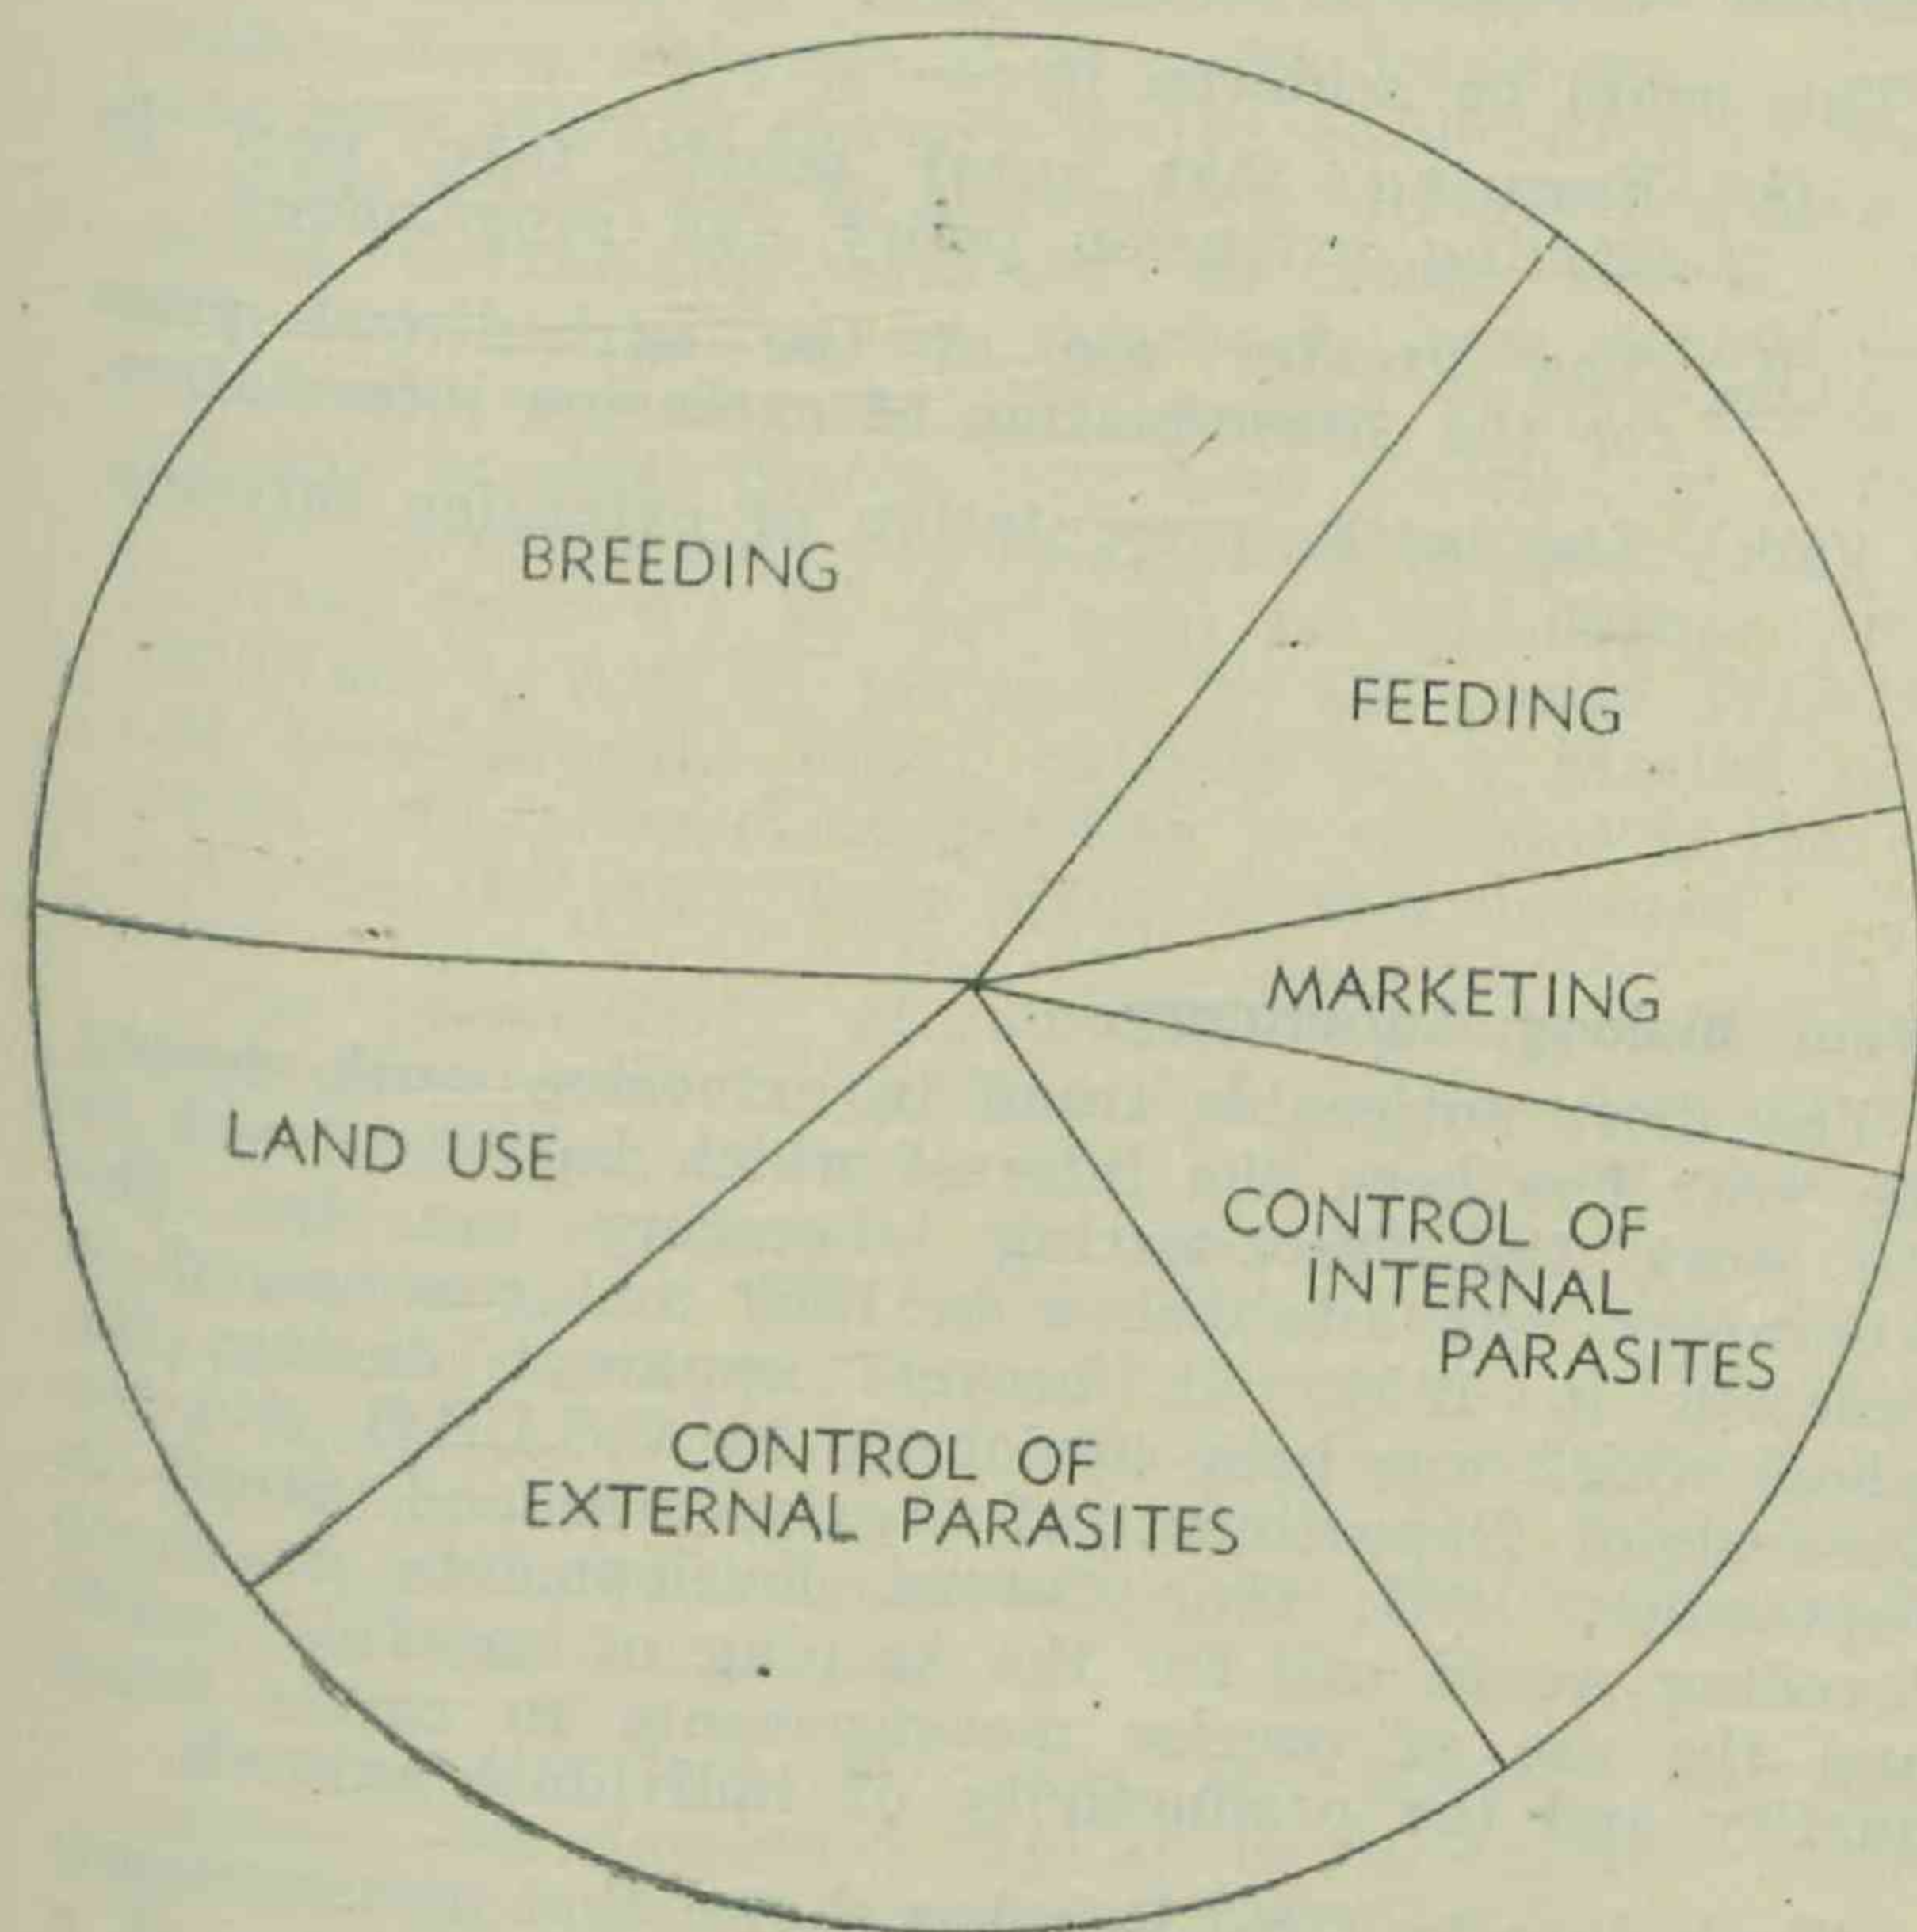 BREEDING
FEEDING
MARKETING
LAND USE
CONTROL OF
INTERNAL
PARASITES
CONTROL OF
EXTERNAL PARASITES